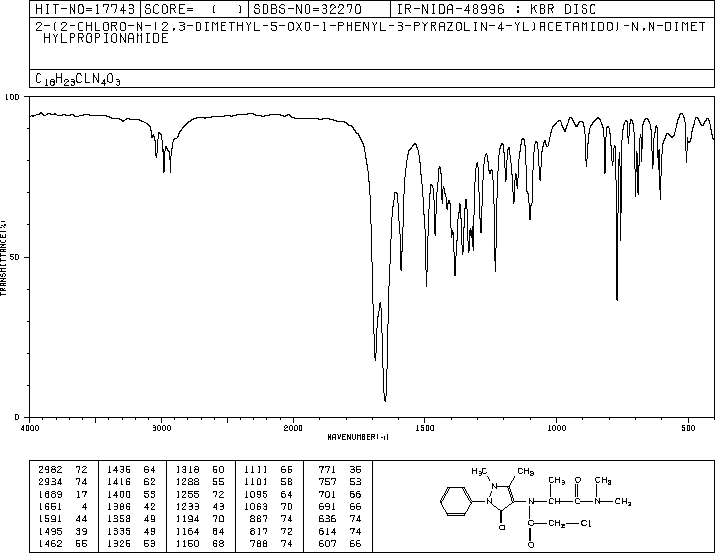 HIT-NO=17743 SCORE= ( ) SDBS-NO=32270 IR-NIDA-48996 : KBR DISC
2-(2-CHLORO-N-(2,3-DIMETHYL-5-OXO-1-PHENYL-3-PYRAZOLIN-4-YL)ACETAMIDO)-N,N-DIMET
HYLPROPIONAMIDE
C18H23CLN4O3
100
TRANSMITTANCE(%)
50
0
4000 3000 2000 1500 1000 500
WAVENUMBER(-1)
2982 72 1436 64 1318 60 1111 66 771 36
2934 74 1416 62 1288 55 1101 58 757 53
1689 17 1400 55 1255 72 1095 64 701 66
1651 4 1386 42 1233 43 1063 70 691 66
1591 44 1358 49 1194 70 887 74 636 74
1495 39 1335 49 1164 64 817 72 614 74
1462 55 1326 53 1150 68 788 74 607 66
H3C CH3 CH3 O CH3
N N N N CH3
O C CH2 Cl
O